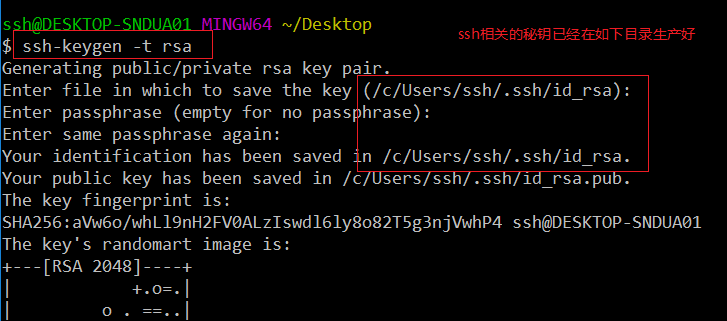 ssh@DESKTOP-SNDUA01 MINGW64 ~/Desktop
$ ssh-keygen -t rsa
ssh相关的秘钥已经在如下目录生产好
Generating public/private rsa key pair.
Enter file in which to save the key (/c/Users/ssh/.ssh/id_rsa):
Enter passphrase (empty for no passphrase):
Enter same passphrase again:
Your identification has been saved in /c/Users/ssh/.ssh/id_rsa.
Your public key has been saved in /c/Users/ssh/.ssh/id_rsa.pub.
The key fingerprint is:
SHA256:aVw6o/whLl9nH2FV0ALzIswdl6ly8o82T5g3njVwhP4 ssh@DESKTOP-SNDUA01
The key's randomart image is:
+---[RSA 2048]----+
|           +.o=.|
|        o . ==..|